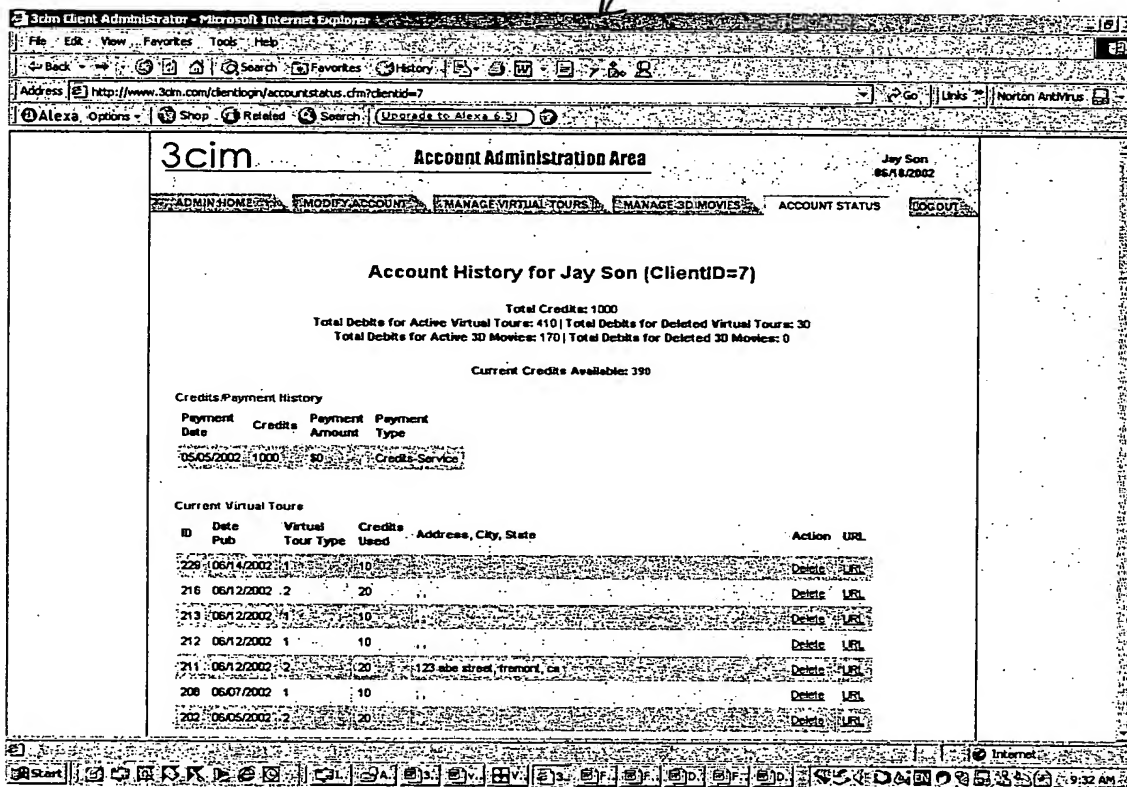 3cim Client Administrator - Microsoft Internet Explorer
File Edit View Favorites Tools Help
Back Search Favorites History
Address http://www.3cim.com/clientlogin/accountstatus.cfm?clientid=7 Go Links Norton AntiVirus
Alexa Options Shop Related Search (Upgrade to Alexa 6.5!)
3cim Account Administration Area Jay Son
06/18/2002
ADMIN HOME MODIFY ACCOUNT MANAGE VIRTUAL TOURS MANAGE 3D MOVIES ACCOUNT STATUS LOGOUT
Account History for Jay Son (ClientID=7)
Total Credits: 1000
Total Debits for Active Virtual Tours: 410 | Total Debits for Deleted Virtual Tours: 30
Total Debits for Active 3D Movies: 170 | Total Debits for Deleted 3D Movies: 0
Current Credits Available: 390
Credits/Payment History
Payment Date Credits Payment Amount Payment Type
05/05/2002 1000 $0 Credits-Service
Current Virtual Tours
ID Date Pub Virtual Tour Type Credits Used Address, City, State Action URL
229 06/14/2002 1 10 Delete URL
216 06/12/2002 2 20 , , Delete URL
213 06/12/2002 1 10 Delete URL
212 06/12/2002 1 10 , , Delete URL
211 06/12/2002 2 20 123 abe street, fremont, ca Delete URL
208 06/07/2002 1 10 , , Delete URL
202 06/05/2002 2 20 Delete URL
Internet
Start 9:32 AM